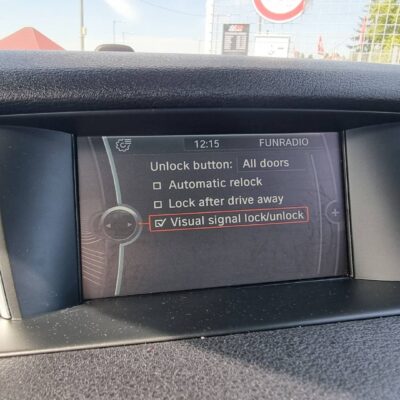 12:15 FUNRADIO
Unlock button: All doors
Automatic relock
Lock after drive away
Visual signal lock/unlock